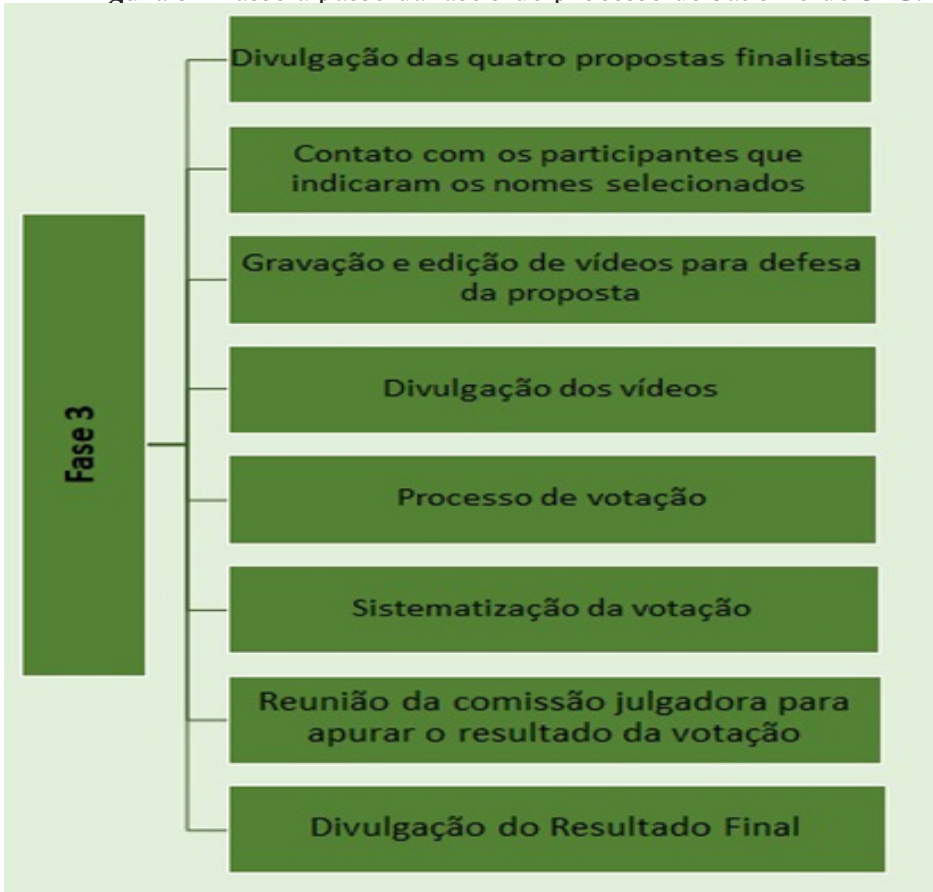 Divulgação das quatro propostas finalistas
Contato com os participantes que
indicaram os nomes selecionados
Gravação e edição de vídeos para defesa
da proposta
Divulgação dos vídeos
Fase 3
Processo de votação
Sistematização da votação
Reunião da comissão julgadora para
apurar o resultado da votação
Divulgação do Resultado Final